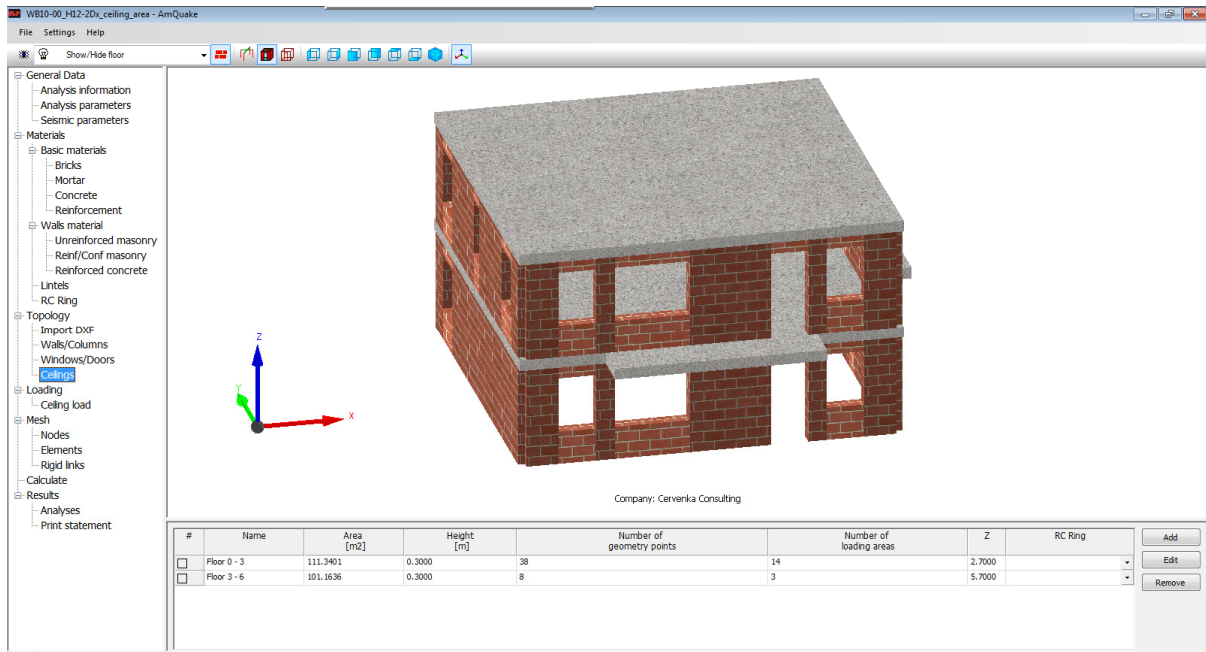 WB10-00_H12-2Dx_ceiling_area - AmQuake
File Settings Help
Show/Hide floor
General Data
Analysis information
Analysis parameters
Seismic parameters
Materials
Basic materials
Bricks
Mortar
Concrete
Reinforcement
Walls material
Unreinforced masonry
Reinf/Conf masonry
Reinforced concrete
Lintels
RC Ring
Topology
Import DXF
Walls/Columns
Windows/Doors
Ceilings
Loading
Ceiling load
Mesh
Nodes
Elements
Rigid links
Calculate
Results
Analyses
Print statement
Z
Y
X
Company: Cervenka Consulting
# Name Area [m2] Height [m] Number of geometry points Number of loading areas Z RC Ring
Floor 0 - 3 111.3401 0.3000 38 14 2.7000
Floor 3 - 6 101.1636 0.3000 8 3 5.7000
Add
Edit
Remove